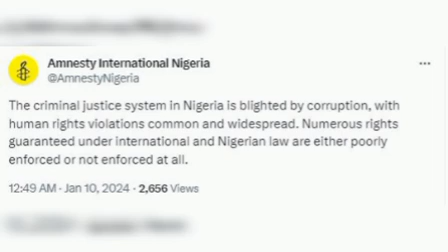 Amnesty International Nigeria
@AmnestyNigeria
The criminal justice system in Nigeria is blighted by corruption, with
human rights violations common and widespread. Numerous rights
guaranteed under international and Nigerian law are either poorly
enforced or not enforced at all.
12:49 AM · Jan 10, 2024 · 2,656 Views